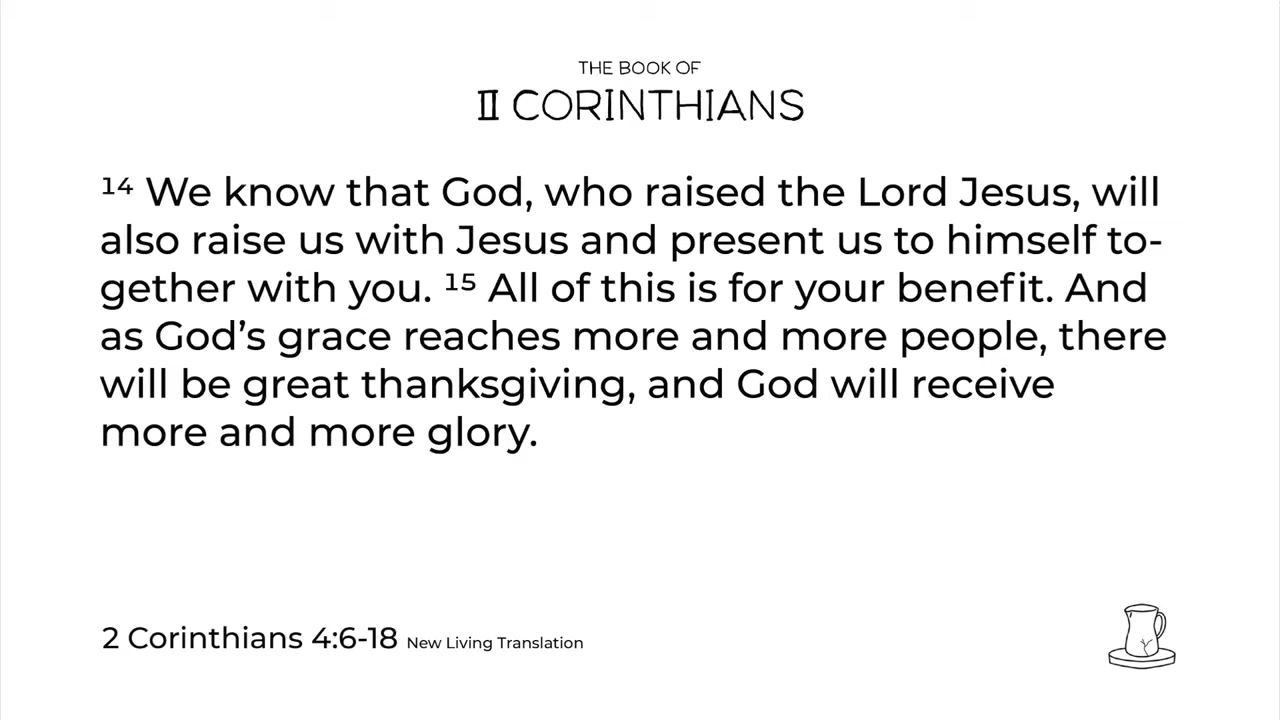 THE BOOK OF
II CORINTHIANS
¹⁴ We know that God, who raised the Lord Jesus, will
also raise us with Jesus and present us to himself to-
gether with you. ¹⁵ All of this is for your benefit. And
as God’s grace reaches more and more people, there
will be great thanksgiving, and God will receive
more and more glory.
2 Corinthians 4:6-18 New Living Translation